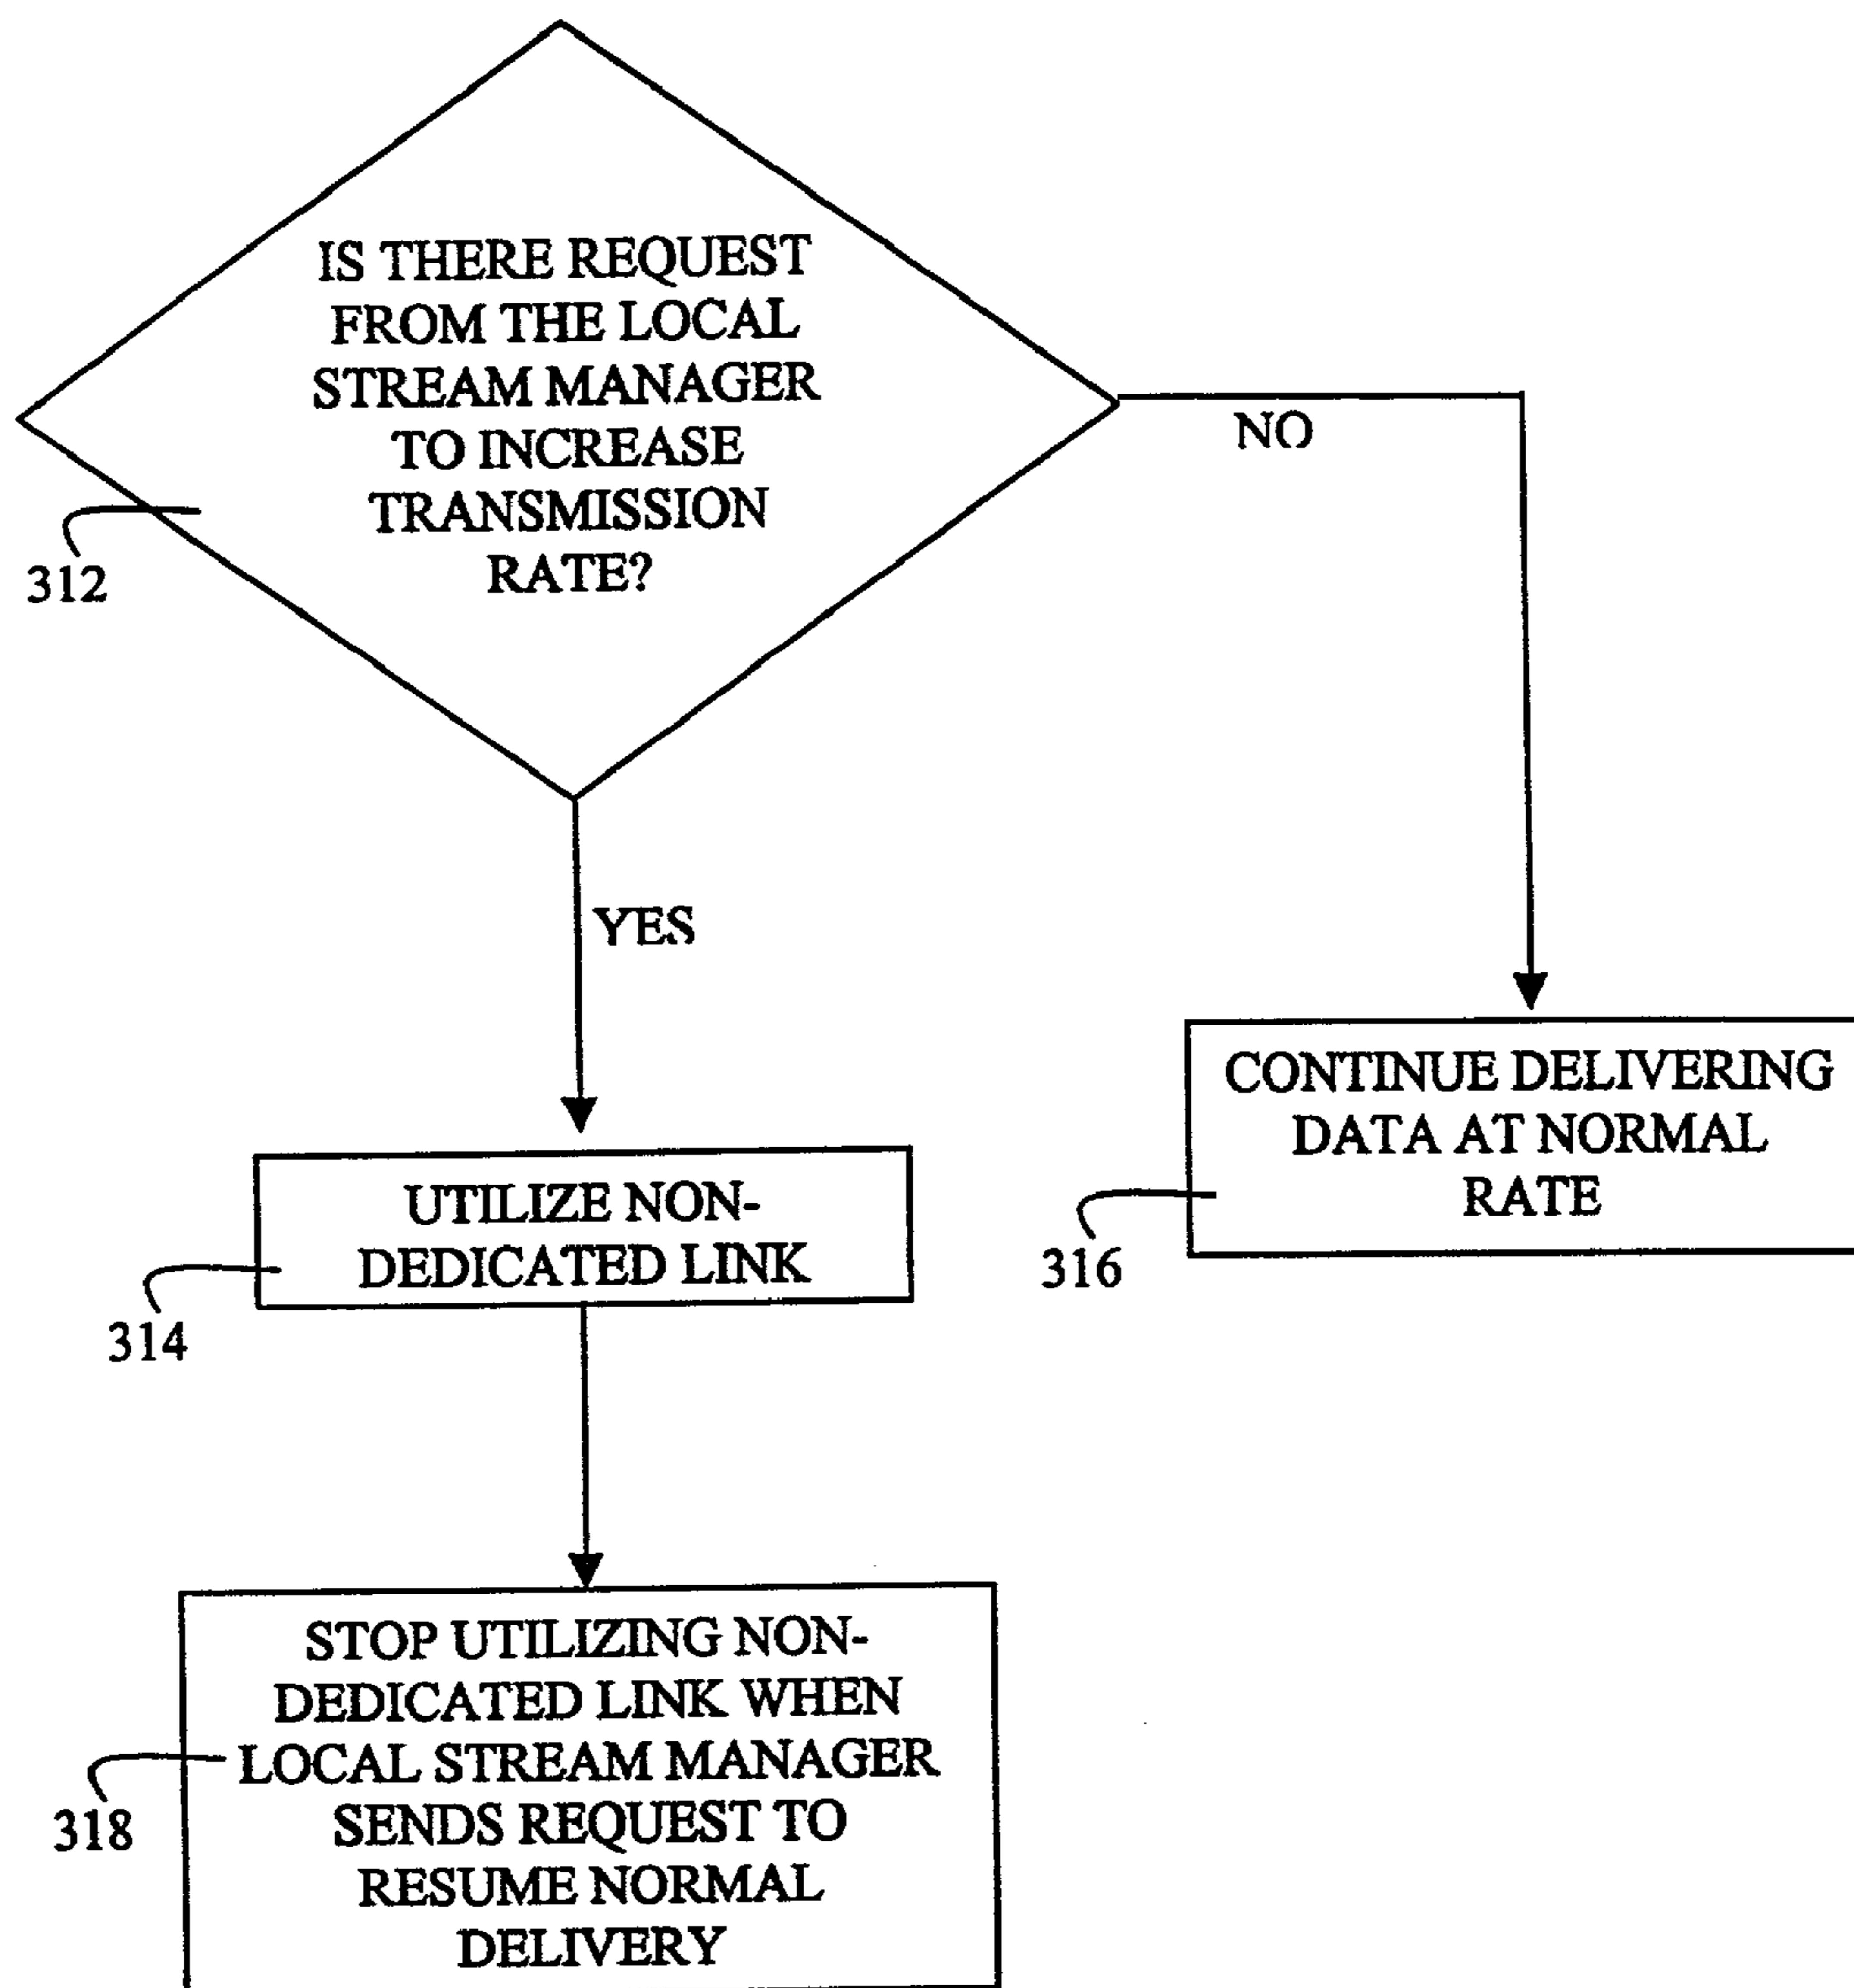 IS THERE REQUEST
FROM THE LOCAL
STREAM MANAGER
TO INCREASE
TRANSMISSION
RATE?
312
NO
YES
CONTINUE DELIVERING
DATA AT NORMAL
RATE
316
UTILIZE NON-
DEDICATED LINK
314
STOP UTILIZING NON-
DEDICATED LINK WHEN
LOCAL STREAM MANAGER
SENDS REQUEST TO
RESUME NORMAL
DELIVERY
318